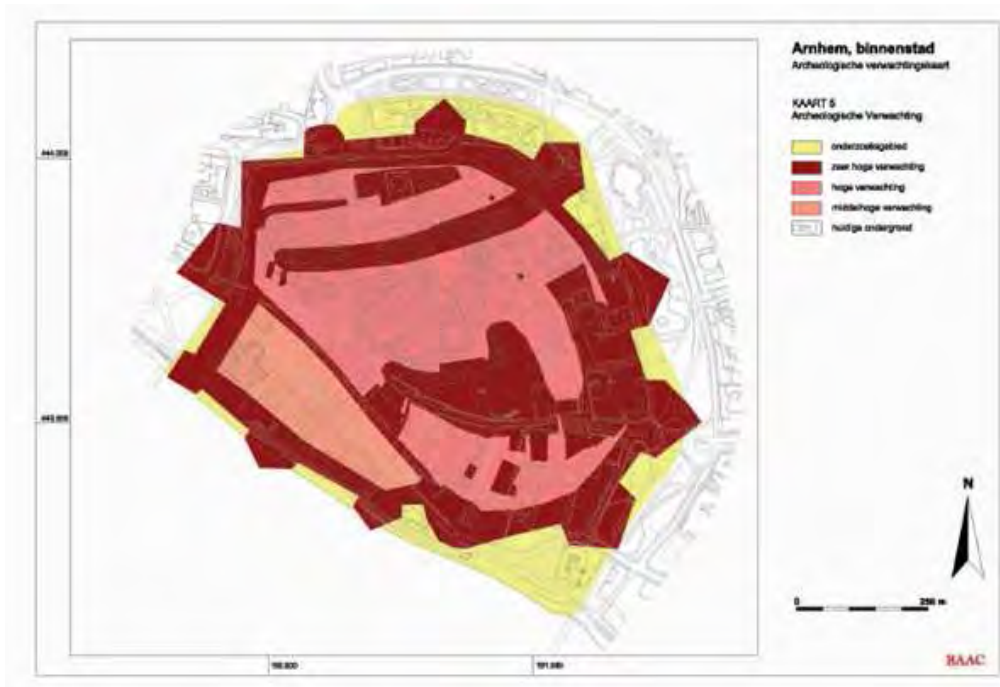 Arnhem, binnenstad
Archeologische verwachtingskaart
KAART 5
Archeologische Verwachting
onderzoeksgebied
zeer hoge verwachting
hoge verwachting
middelhoge verwachting
huidige ondergrond
N
0
250 m
BAAC